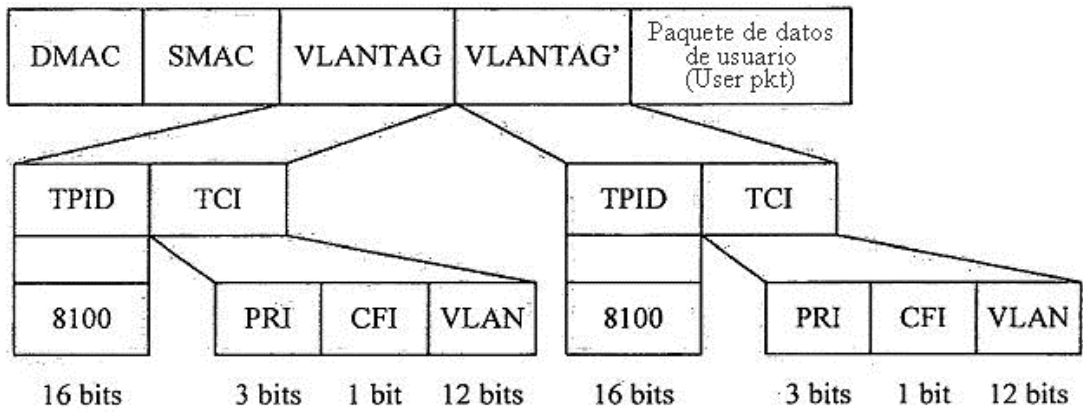 DMAC SMAC VLANTAG VLANTAG’ Paquete de datos
de usuario
(User pkt)
TPID TCI TPID TCI
8100 PRI CFI VLAN 8100 PRI CFI VLAN
16 bits 3 bits 1 bit 12 bits 16 bits 3 bits 1 bit 12 bits